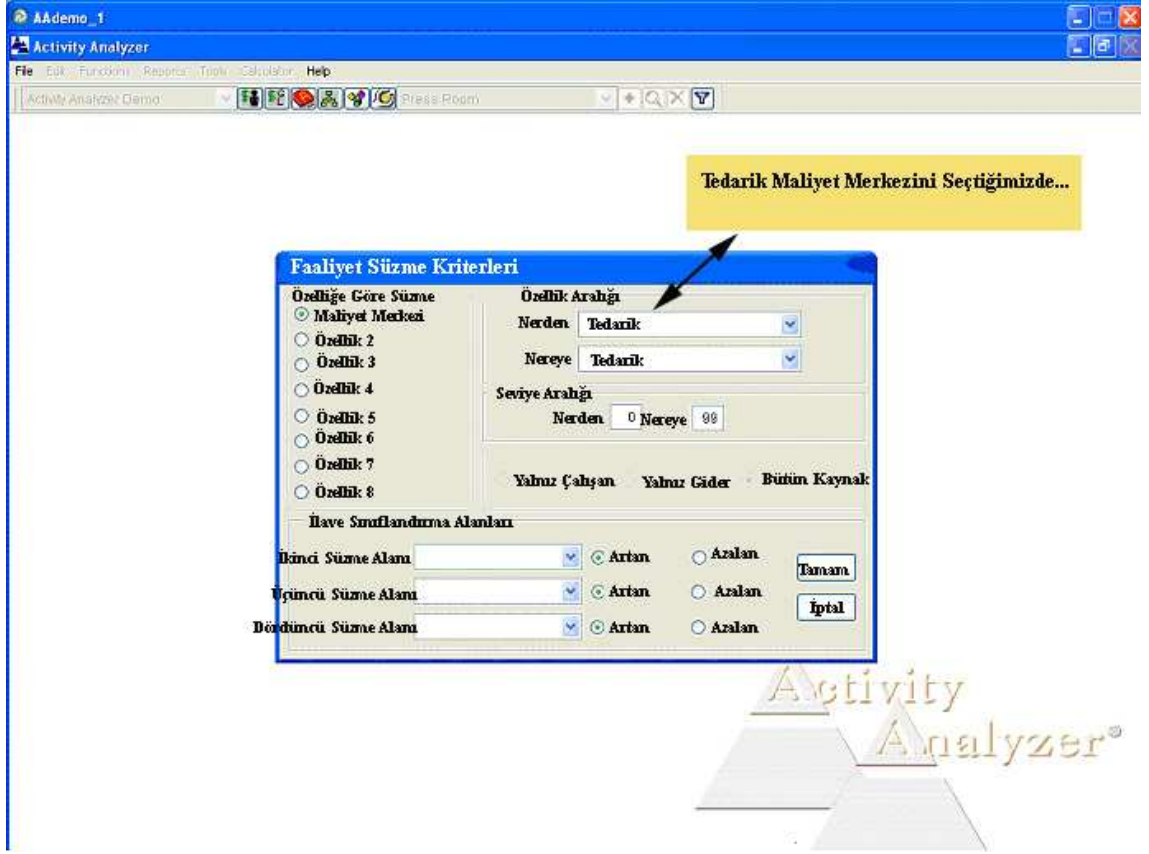 AAdemo_1
Activity Analyzer
File Edit Functions Reports Tools Calculator Help
Activity Analyzer Demo Press Room
Tedarik Maliyet Merkezini Seçtiğimizde...
Faaliyet Süzme Kriterleri
Özelliğe Göre Süzme
Maliyet Merkezi
Özellik 2
Özellik 3
Özellik 4
Özellik 5
Özellik 6
Özellik 7
Özellik 8
Özellik Aralığı
Nerden Tedarik
Nereye Tedarik
Seviye Aralığı
Nerden 0 Nereye 99
Yalnız Çalışan Yalnız Gider Bütün Kaynak
İlave Sınıflandırma Alanları
İkinci Süzme Alanı Artan Azalan
Üçüncü Süzme Alanı Artan Azalan
Dördüncü Süzme Alanı Artan Azalan
Tamam
İptal
Activity
Analyzer®